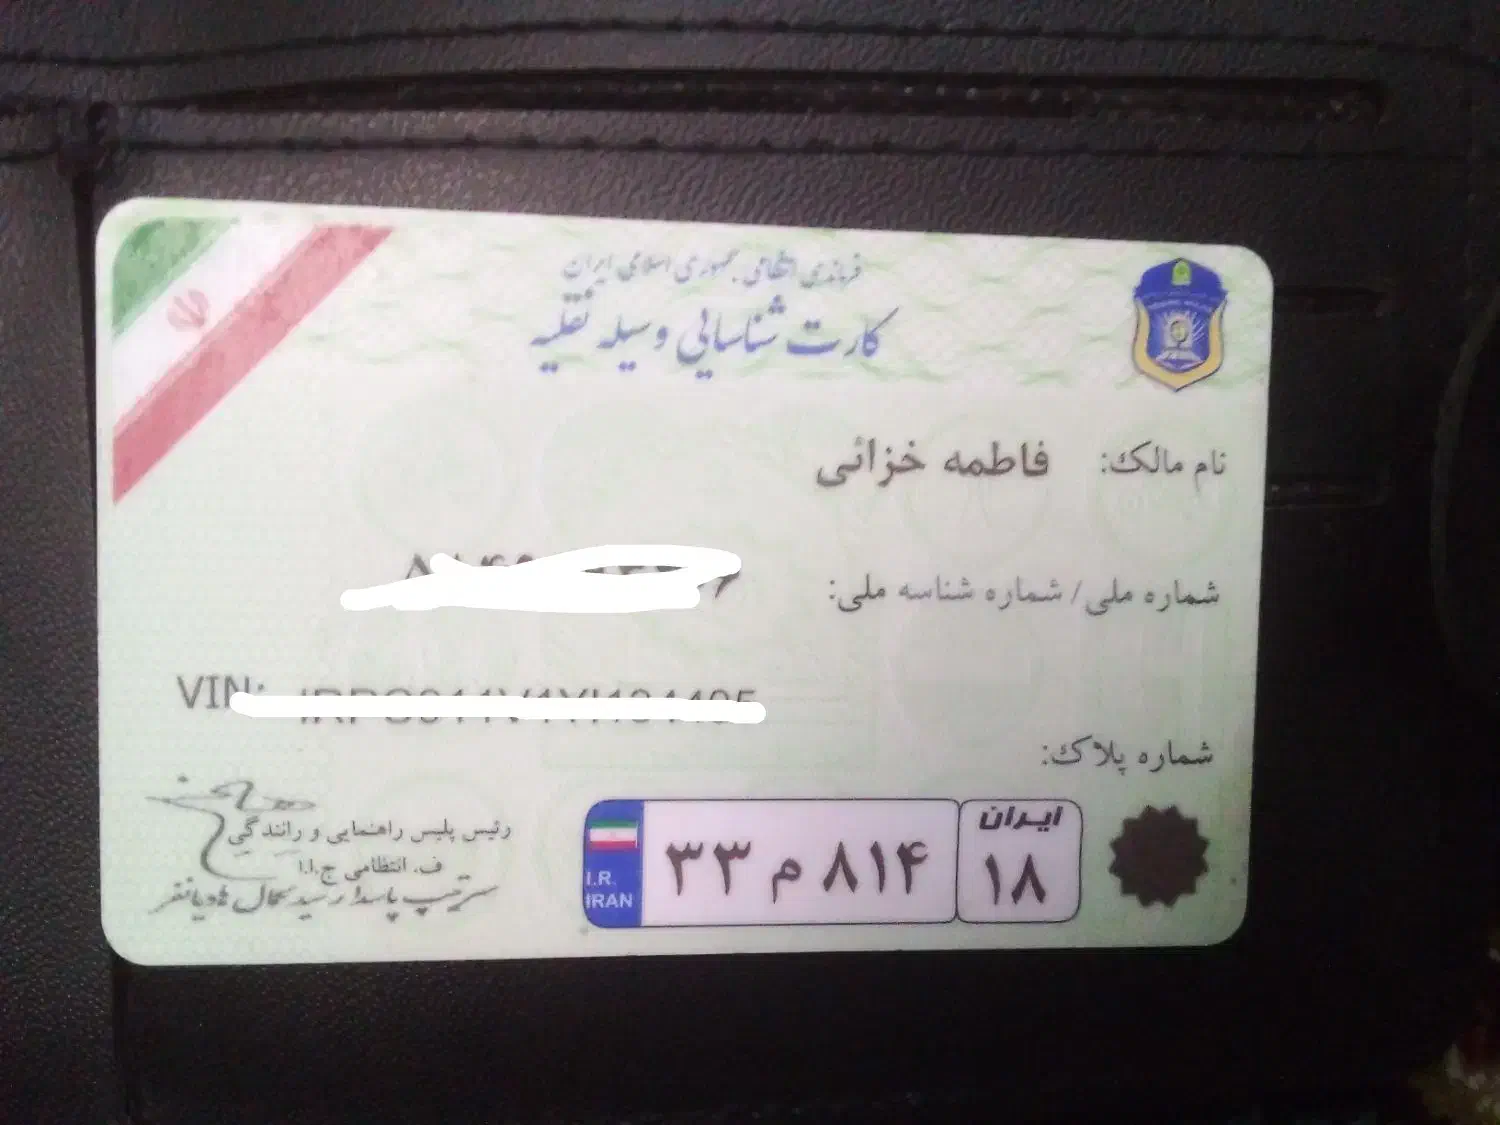 فرماندهی انتظامی جمهوری اسلامی ایران
کارت شناسایی وسیله نقلیه
نام مالک: فاطمه خزائی
شماره ملی / شماره شناسه ملی:
VIN:
شماره پلاک:
I.R. IRAN
۳۳ م ۸۱۴
ایران
۱۸
رئیس پلیس راهنمایی و رانندگی
ف. انتظامی ج.ا.ا
سرتیپ پاسدار سید کمال هادیانفر